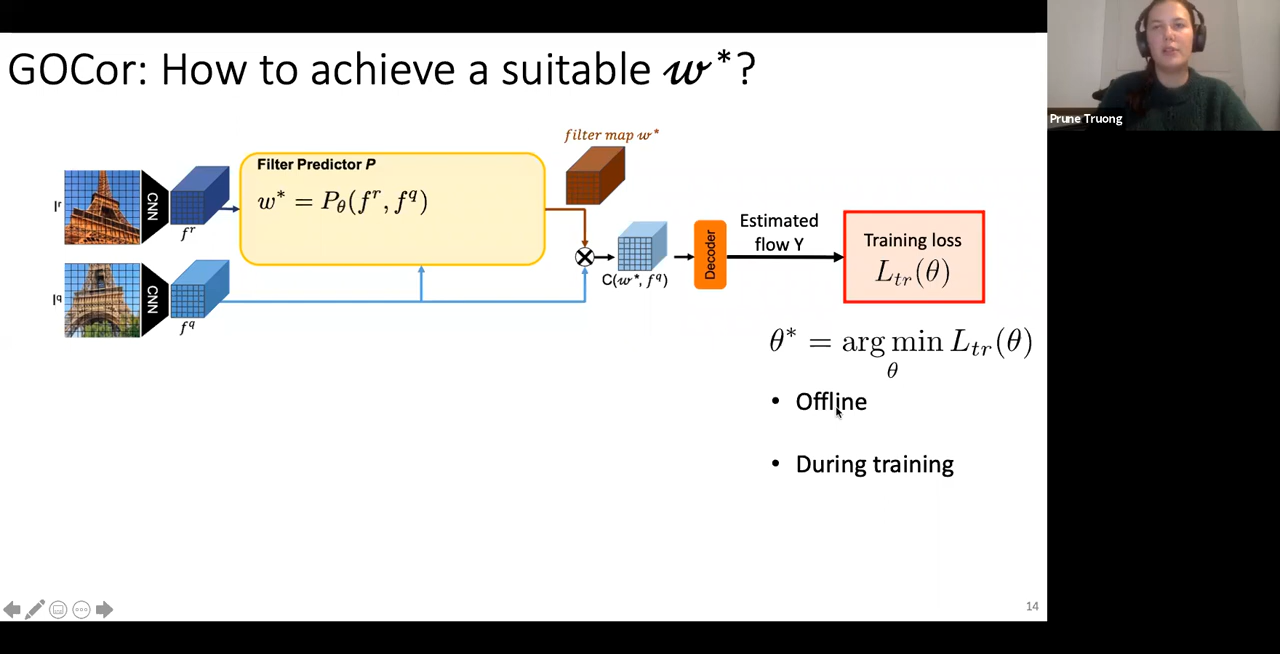 GOCor: How to achieve a suitable w*?
Prune Truong
filter map w*
Filter Predictor P
w* = Pθ(f^r, f^q)
I^r
CNN
f^r
I^q
CNN
f^q
C(w*, f^q)
Decoder
Estimated
flow Y
Training loss
L_tr(θ)
θ* = arg min L_tr(θ)
θ
• Offline
• During training
14